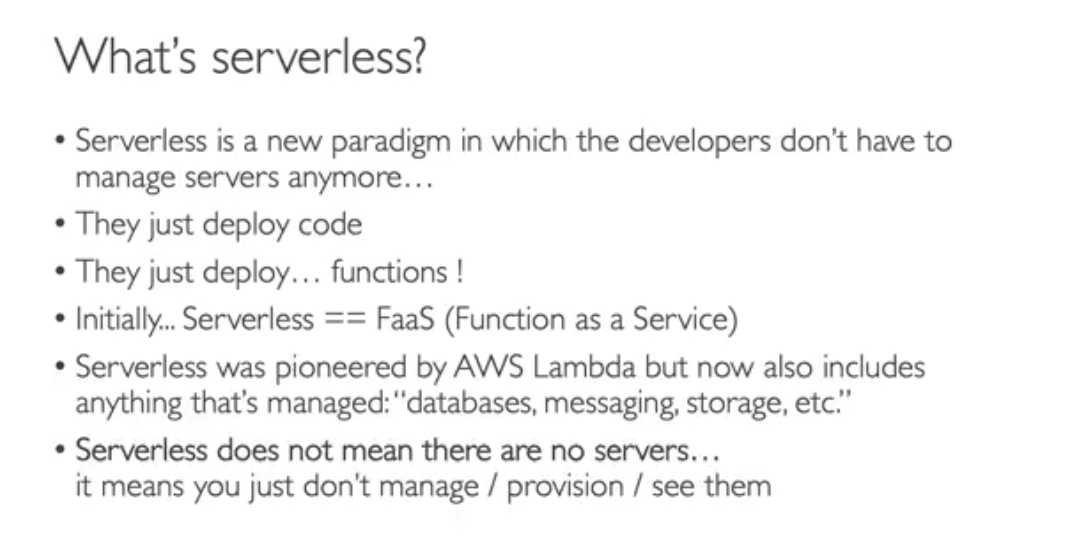 What's serverless?
• Serverless is a new paradigm in which the developers don't have to
manage servers anymore…
• They just deploy code
• They just deploy… functions !
• Initially... Serverless == FaaS (Function as a Service)
• Serverless was pioneered by AWS Lambda but now also includes
anything that's managed: “databases, messaging, storage, etc.”
• Serverless does not mean there are no servers…
it means you just don't manage / provision / see them